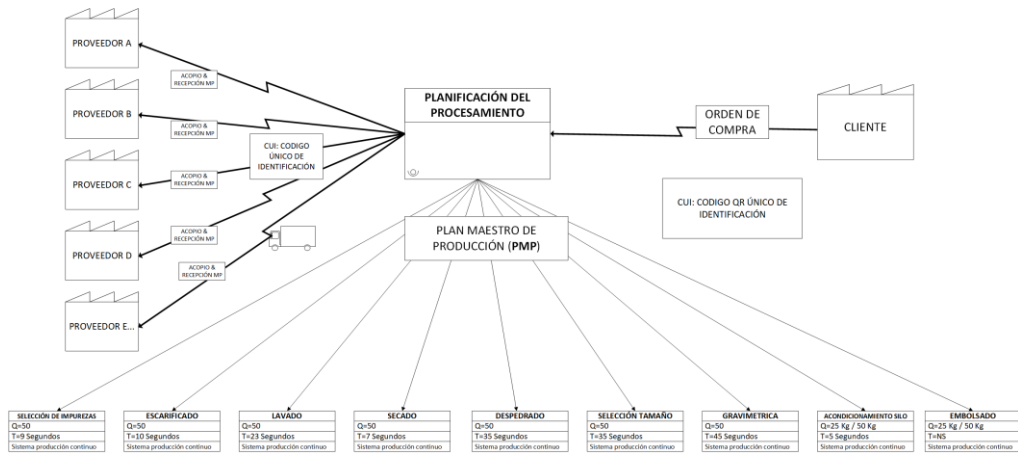 PROVEEDOR A
ACOPIO &
RECEPCIÓN MP
PROVEEDOR B
ACOPIO &
RECEPCIÓN MP
PROVEEDOR C
ACOPIO &
RECEPCIÓN MP
PROVEEDOR D
ACOPIO &
RECEPCIÓN MP
PROVEEDOR E...
ACOPIO &
RECEPCIÓN MP
CUI: CODIGO
ÚNICO DE
IDENTIFICACIÓN
PLANIFICACIÓN DEL
PROCESAMIENTO
ORDEN DE
COMPRA
CLIENTE
CUI: CODIGO QR ÚNICO DE
IDENTIFICACIÓN
PLAN MAESTRO DE
PRODUCCIÓN (PMP)
SELECCIÓN DE IMPUREZAS
Q=50
T=9 Segundos
Sistema producción continuo
ESCARIFICADO
Q=50
T=10 Segundos
Sistema producción continuo
LAVADO
Q=50
T=23 Segundos
Sistema producción continuo
SECADO
Q=50
T=7 Segundos
Sistema producción continuo
DESPEDRADO
Q=50
T=35 Segundos
Sistema producción continuo
SELECCIÓN TAMAÑO
Q=50
T=35 Segundos
Sistema producción continuo
GRAVIMETRICA
Q=50
T=45 Segundos
Sistema producción continuo
ACONDICIONAMIENTO SILO
Q=25 Kg / 50 Kg
T=5 Segundos
Sistema producción continuo
EMBOLSADO
Q=25 Kg / 50 Kg
T=NS
Sistema producción continuo